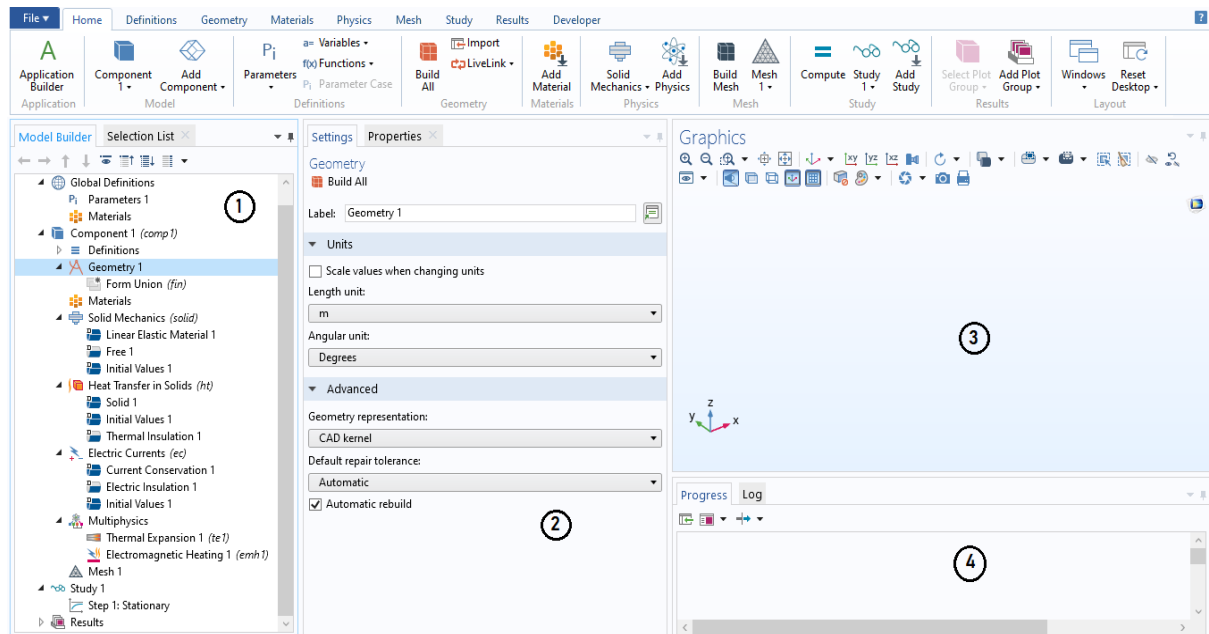 File Home Definitions Geometry Materials Physics Mesh Study Results Developer ?
A Application Builder
Application
Component 1
Add Component
Model
Pi Parameters
a= Variables
f(x) Functions
Pi Parameter Case
Definitions
Build All
Import
LiveLink
Geometry
Add Material
Materials
Solid Mechanics
Add Physics
Physics
Build Mesh
Mesh 1
Mesh
Compute
Study 1
Add Study
Study
Select Plot Group
Add Plot Group
Results
Windows
Reset Desktop
Layout
Model Builder Selection List
Global Definitions
Pi Parameters 1
Materials
1
Component 1 (comp1)
Definitions
Geometry 1
Form Union (fin)
Materials
Solid Mechanics (solid)
Linear Elastic Material 1
Free 1
Initial Values 1
Heat Transfer in Solids (ht)
Solid 1
Initial Values 1
Thermal Insulation 1
Electric Currents (ec)
Current Conservation 1
Electric Insulation 1
Initial Values 1
Multiphysics
Thermal Expansion 1 (te1)
Electromagnetic Heating 1 (emh1)
Mesh 1
Study 1
Step 1: Stationary
Results
Settings Properties
Geometry
Build All
Label: Geometry 1
Units
Scale values when changing units
Length unit:
m
Angular unit:
Degrees
Advanced
Geometry representation:
CAD kernel
Default repair tolerance:
Automatic
Automatic rebuild
2
Graphics
xy yz xz
3
z
y x
Progress Log
4